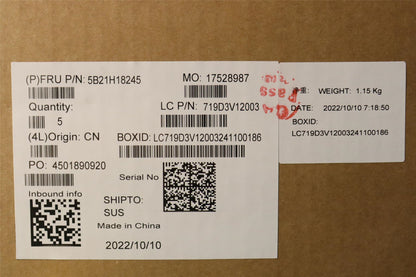 (P)FRU P/N: 5B21H18245
MO: 17528987
Quantity:
5
LC P/N: 719D3V12003
(4L)Origin: CN
BOXID: LC719D3V12003241100186
PO: 4501890920
Serial No
Inbound info
SHIPTO:
SUS
Made in China
2022/10/10
Pass
重: WEIGHT: 1.15 Kg
DATE: 2022/10/10 7:18:50
BOXID:
LC719D3V12003241100186